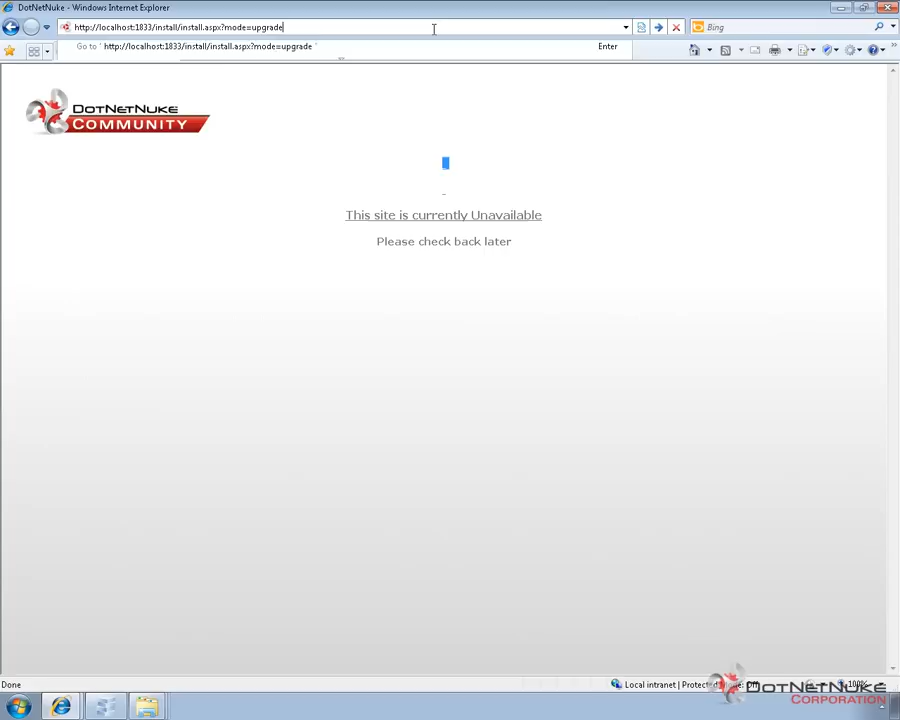 DotNetNuke - Windows Internet Explorer
http://localhost:1833/install/install.aspx?mode=upgrade
Bing
Go to ' http://localhost:1833/install/install.aspx?mode=upgrade '
Enter
DOTNETNUKE
COMMUNITY
This site is currently Unavailable
Please check back later
Done
Local intranet | Protected Mode: Off
100%
DOTNETNUKE
CORPORATION